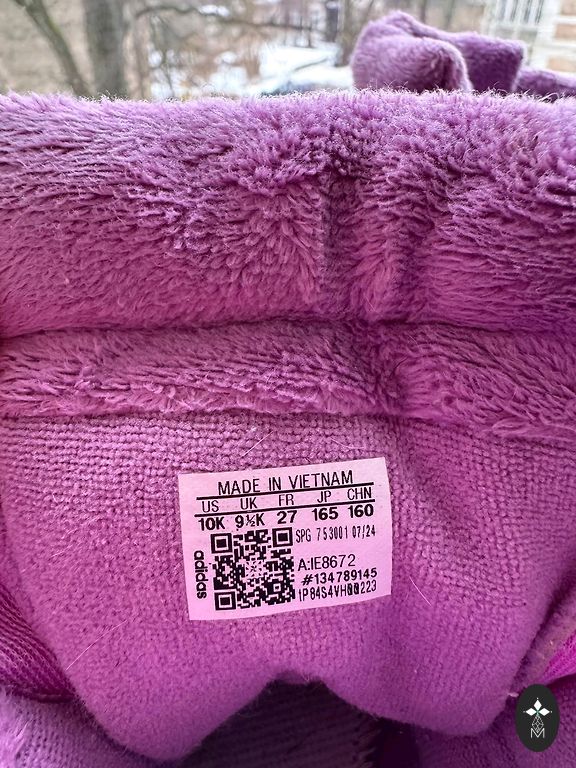 MADE IN VIETNAM
US UK FR JP CHN
10K 9½K 27 165 160
SPG 753001 07/24
adidas
A:IE8672
#134789145